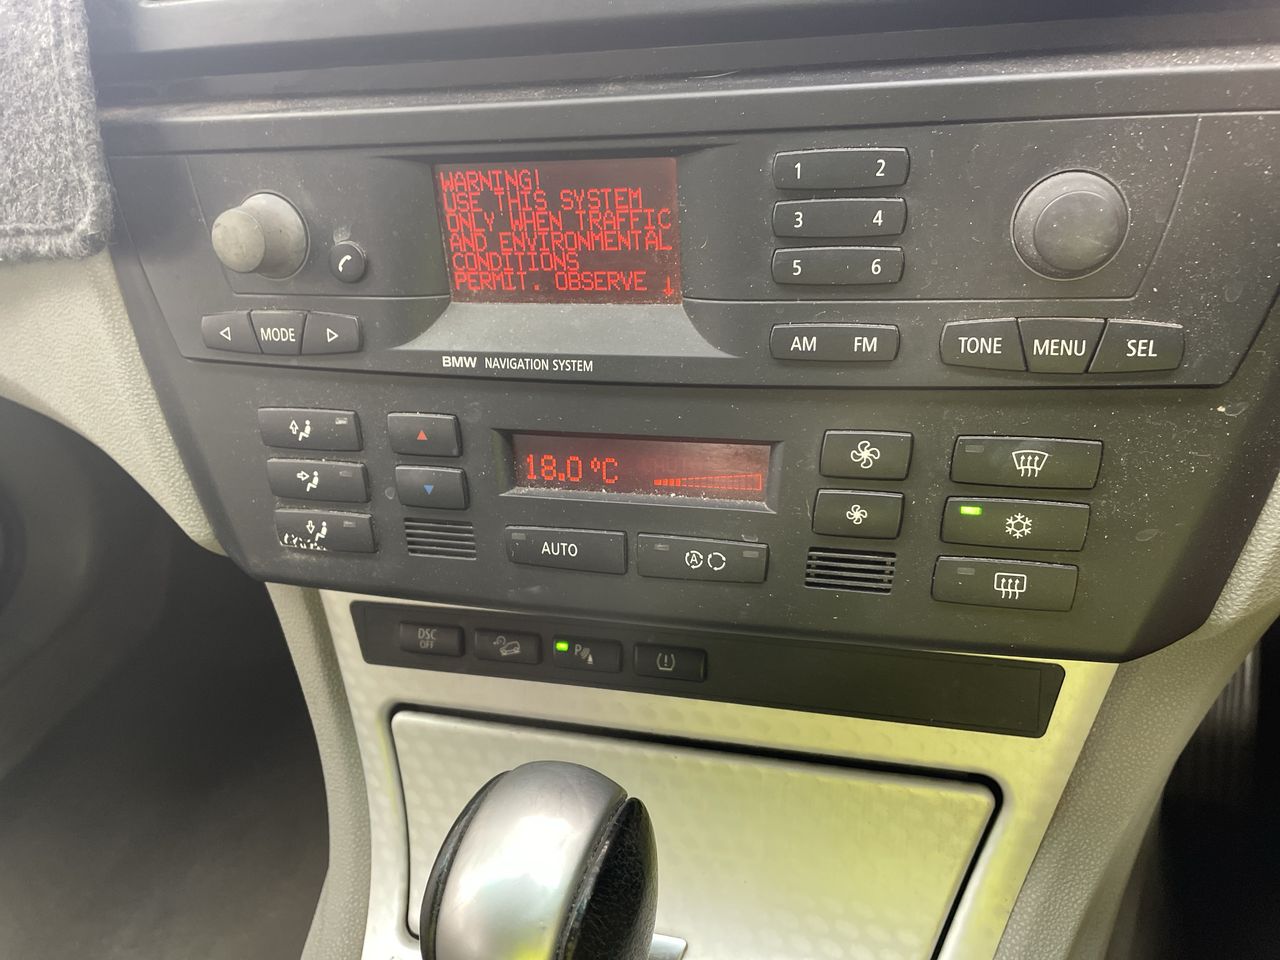 WARNING!
USE THIS SYSTEM
ONLY WHEN TRAFFIC
AND ENVIRONMENTAL
CONDITIONS
PERMIT. OBSERVE ↓
1 2
3 4
5 6
MODE
AM FM
TONE MENU SEL
BMW NAVIGATION SYSTEM
18.0 °C
AUTO
A
DSC
OFF
P